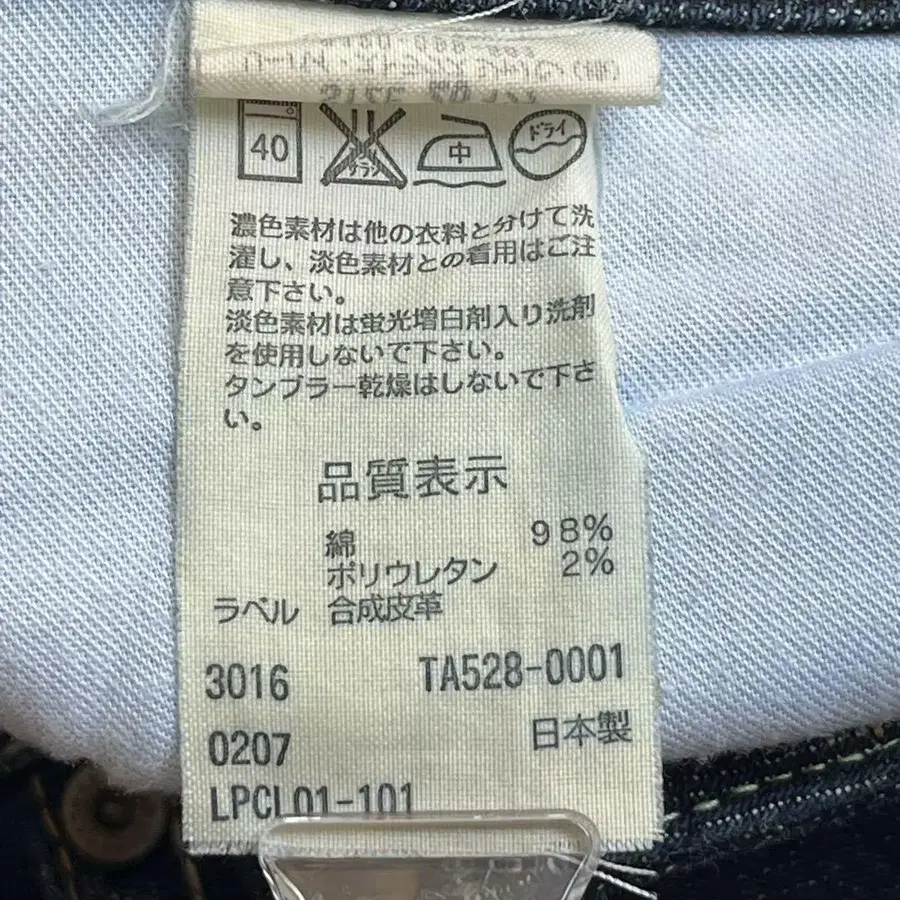 40
中
ドライ
濃色素材は他の衣料と分けて洗
濯し、淡色素材との着用はご注
意下さい。
淡色素材は蛍光増白剤入り洗剤
を使用しないで下さい。
タンブラー乾燥はしないで下さ
い。
品質表示
綿 98%
ポリウレタン 2%
ラベル 合成皮革
3016 TA528-0001
0207 日本製
LPCL01-101